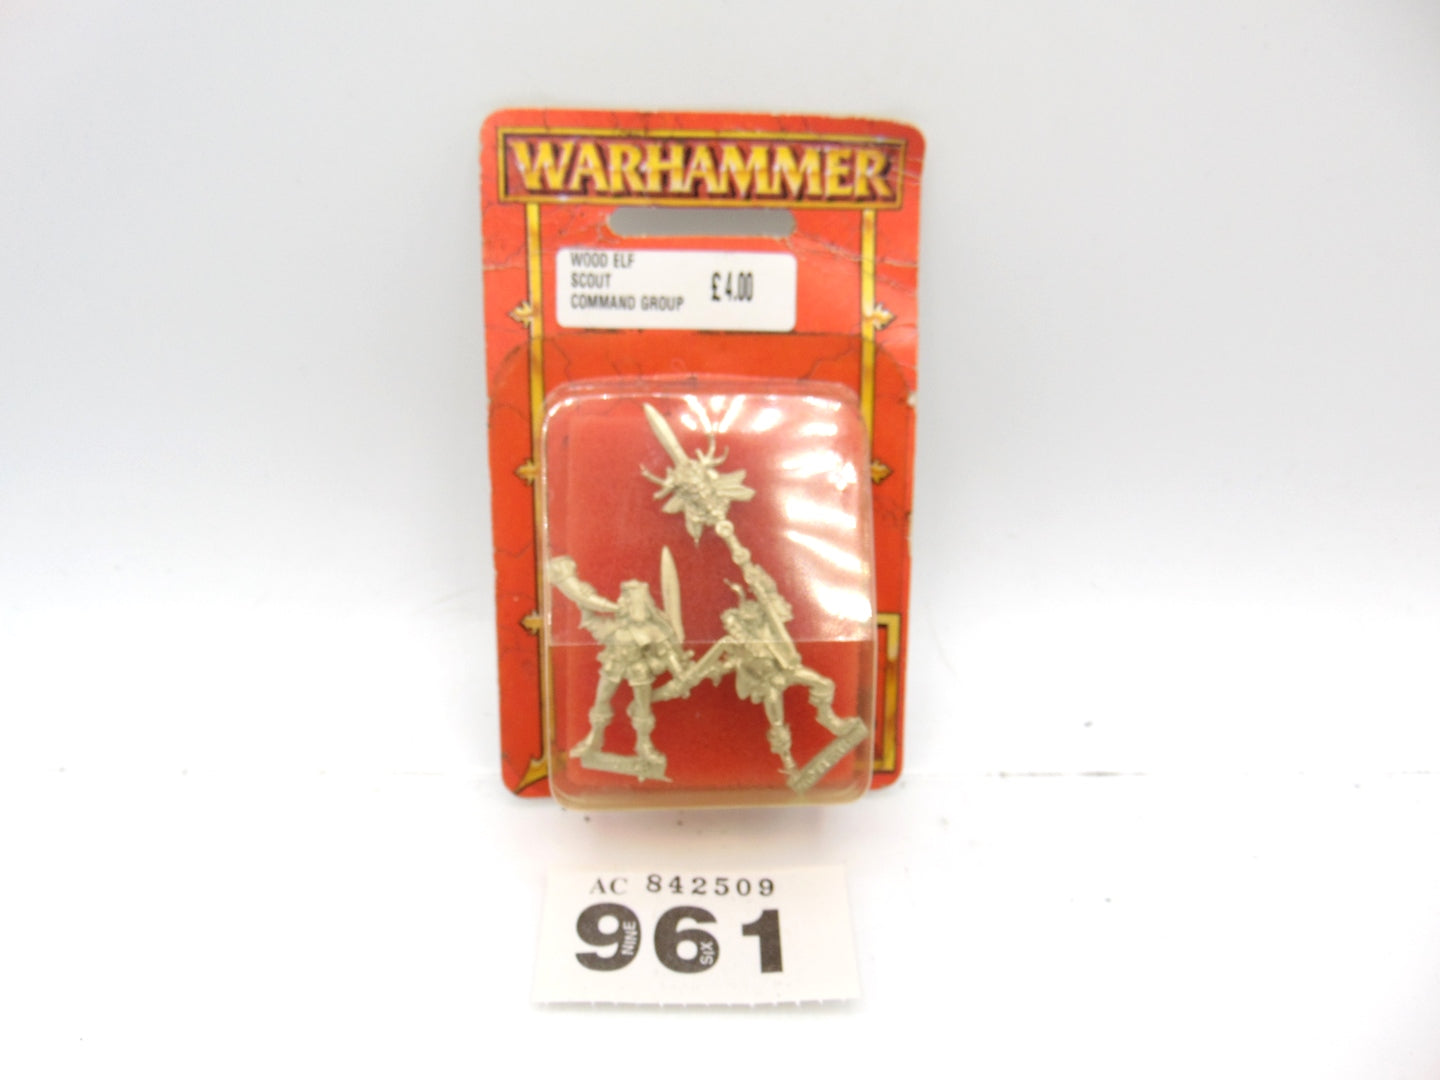 WARHAMMER
WOOD ELF
SCOUT
COMMAND GROUP
£4.00
AC 842509
961
NINE
SIX